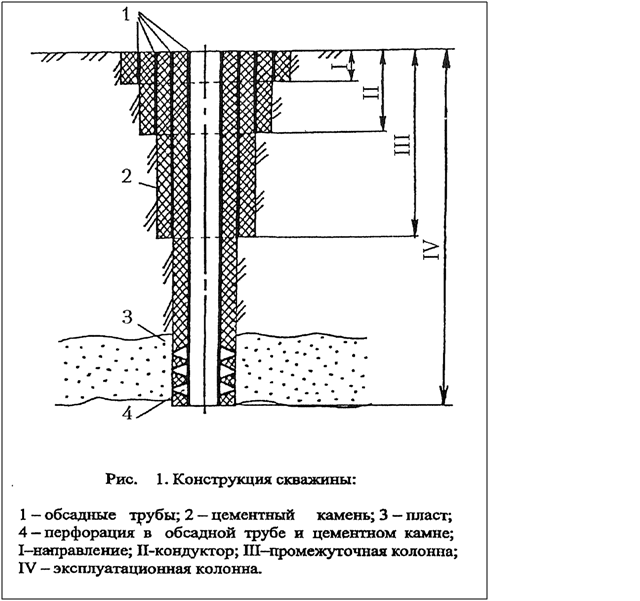 1
I
II
III
2
IV
3
4
Рис. 1. Конструкция скважины:
1 – обсадные трубы; 2 – цементный камень; 3 – пласт;
4 – перфорация в обсадной трубе и цементном камне;
I–направление; II-кондуктор; III–промежуточная колонна;
IV – эксплуатационная колонна.